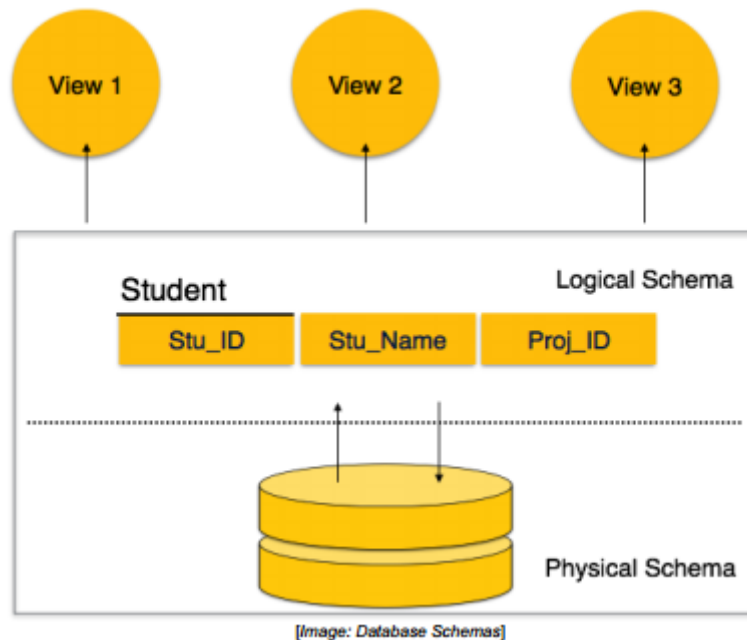 View 1
View 2
View 3
Logical Schema
Student
Stu_ID
Stu_Name
Proj_ID
Physical Schema
[Image: Database Schemas]